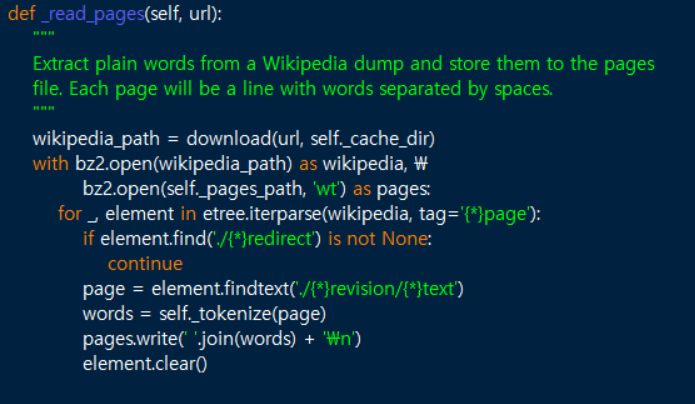 def _read_pages(self, url):
"""
Extract plain words from a Wikipedia dump and store them to the pages
file. Each page will be a line with words separated by spaces.
"""
wikipedia_path = download(url, self._cache_dir)
with bz2.open(wikipedia_path) as wikipedia, ₩
bz2.open(self._pages_path, 'wt') as pages:
for _, element in etree.iterparse(wikipedia, tag='{*}page'):
if element.find('./{*}redirect') is not None:
continue
page = element.findtext('./{*}revision/{*}text')
words = self._tokenize(page)
pages.write(' '.join(words) + '₩n')
element.clear()